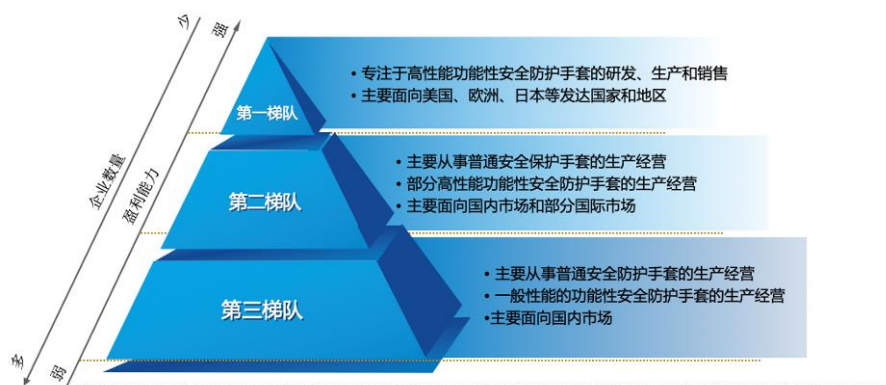 少
强
• 专注于高性能功能性安全防护手套的研发、生产和销售
• 主要面向美国、欧洲、日本等发达国家和地区
第一梯队
• 主要从事普通安全保护手套的生产经营
• 部分高性能功能性安全防护手套的生产经营
• 主要面向国内市场和部分国际市场
第二梯队
企业数量
盈利能力
• 主要从事普通安全防护手套的生产经营
• 一般性能的功能性安全防护手套的生产经营
•主要面向国内市场
第三梯队
多
弱